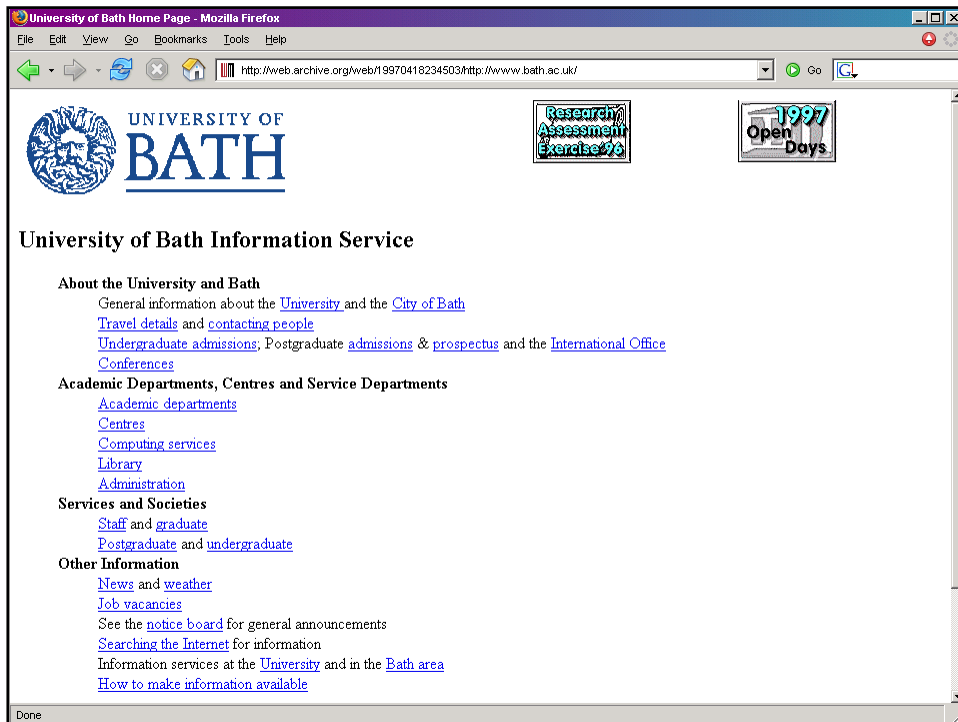 University of Bath Home Page - Mozilla Firefox
File Edit View Go Bookmarks Tools Help
http://web.archive.org/web/19970418234503/http://www.bath.ac.uk/ Go G
UNIVERSITY OF
BATH
Research
Assessment
Exercise'96
1997
Open
Days
University of Bath Information Service
About the University and Bath
General information about the University and the City of Bath
Travel details and contacting people
Undergraduate admissions; Postgraduate admissions & prospectus and the International Office
Conferences
Academic Departments, Centres and Service Departments
Academic departments
Centres
Computing services
Library
Administration
Services and Societies
Staff and graduate
Postgraduate and undergraduate
Other Information
News and weather
Job vacancies
See the notice board for general announcements
Searching the Internet for information
Information services at the University and in the Bath area
How to make information available
Done